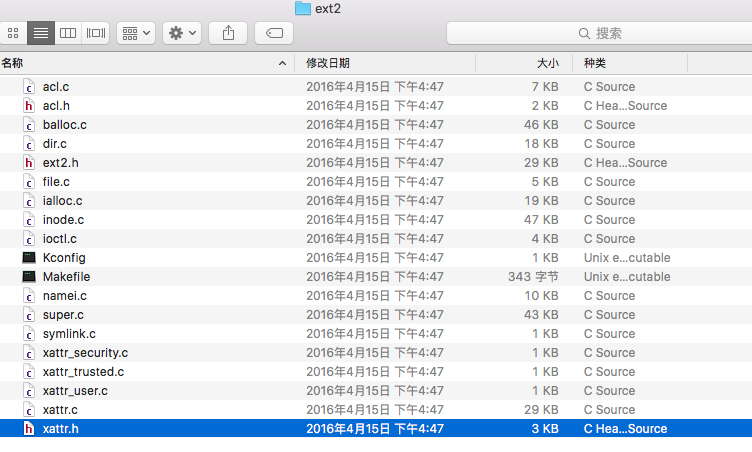 ext2
搜索
名称 修改日期 大小 种类
acl.c 2016年4月15日 下午4:47 7 KB C Source
acl.h 2016年4月15日 下午4:47 2 KB C Hea...Source
balloc.c 2016年4月15日 下午4:47 46 KB C Source
dir.c 2016年4月15日 下午4:47 18 KB C Source
ext2.h 2016年4月15日 下午4:47 29 KB C Hea...Source
file.c 2016年4月15日 下午4:47 5 KB C Source
ialloc.c 2016年4月15日 下午4:47 19 KB C Source
inode.c 2016年4月15日 下午4:47 47 KB C Source
ioctl.c 2016年4月15日 下午4:47 4 KB C Source
Kconfig 2016年4月15日 下午4:47 1 KB Unix e...cutable
Makefile 2016年4月15日 下午4:47 343 字节 Unix e...cutable
namei.c 2016年4月15日 下午4:47 10 KB C Source
super.c 2016年4月15日 下午4:47 43 KB C Source
symlink.c 2016年4月15日 下午4:47 1 KB C Source
xattr_security.c 2016年4月15日 下午4:47 1 KB C Source
xattr_trusted.c 2016年4月15日 下午4:47 1 KB C Source
xattr_user.c 2016年4月15日 下午4:47 1 KB C Source
xattr.c 2016年4月15日 下午4:47 29 KB C Source
xattr.h 2016年4月15日 下午4:47 3 KB C Hea...Source